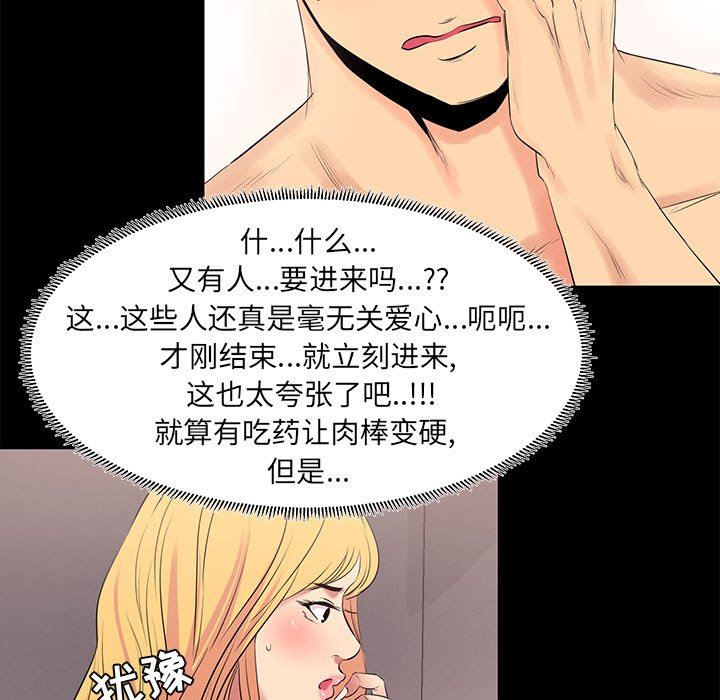 什...什么...
又有人...要进来吗...??
这...这些人还真是毫无关爱心...呃呃...
才刚结束...就立刻进来,
这也太夸张了吧..!!!
就算有吃药让肉棒变硬,
但是...
犹豫